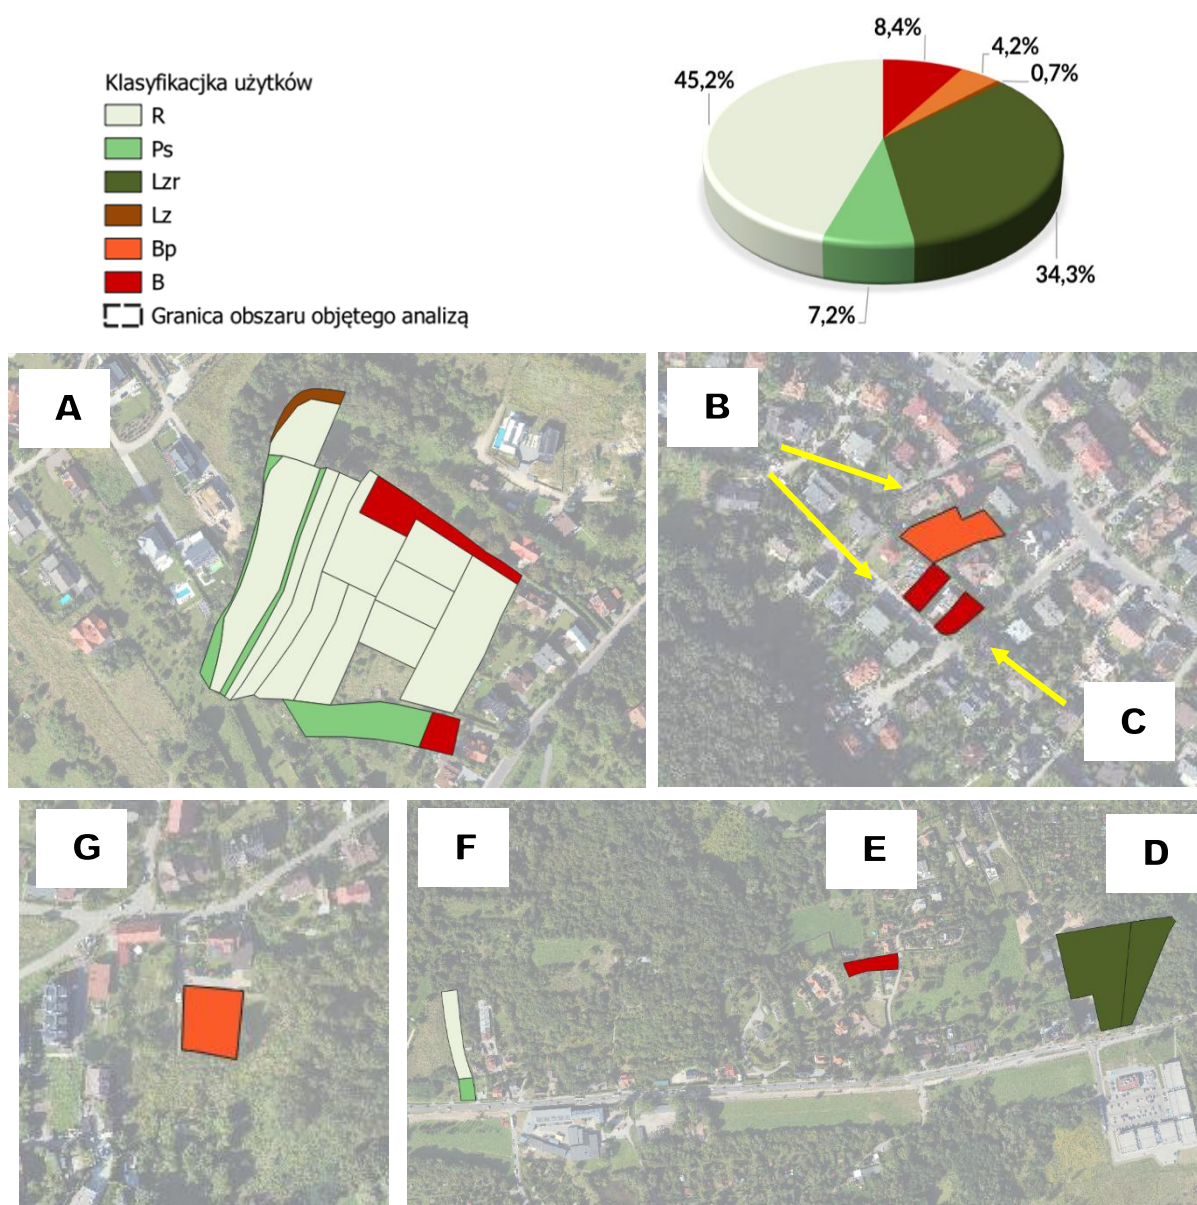 Klasyfikacjka użytków
R
Ps
Lzr
Lz
Bp
B
Granica obszaru objętego analizą
8,4%
4,2%
0,7%
45,2%
34,3%
7,2%
A
B
C
G
F
E
D